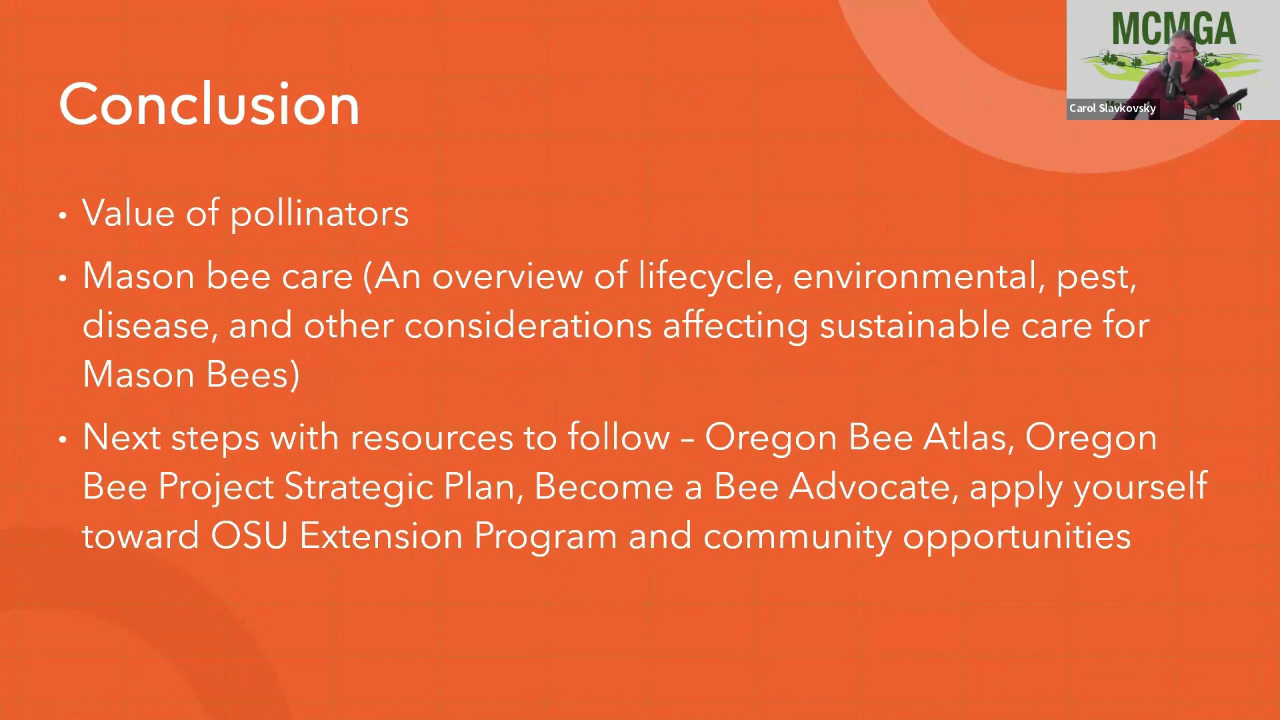 MCMGA
Carol Slavkovsky
Conclusion
• Value of pollinators
• Mason bee care (An overview of lifecycle, environmental, pest,
disease, and other considerations affecting sustainable care for
Mason Bees)
• Next steps with resources to follow – Oregon Bee Atlas, Oregon
Bee Project Strategic Plan, Become a Bee Advocate, apply yourself
toward OSU Extension Program and community opportunities